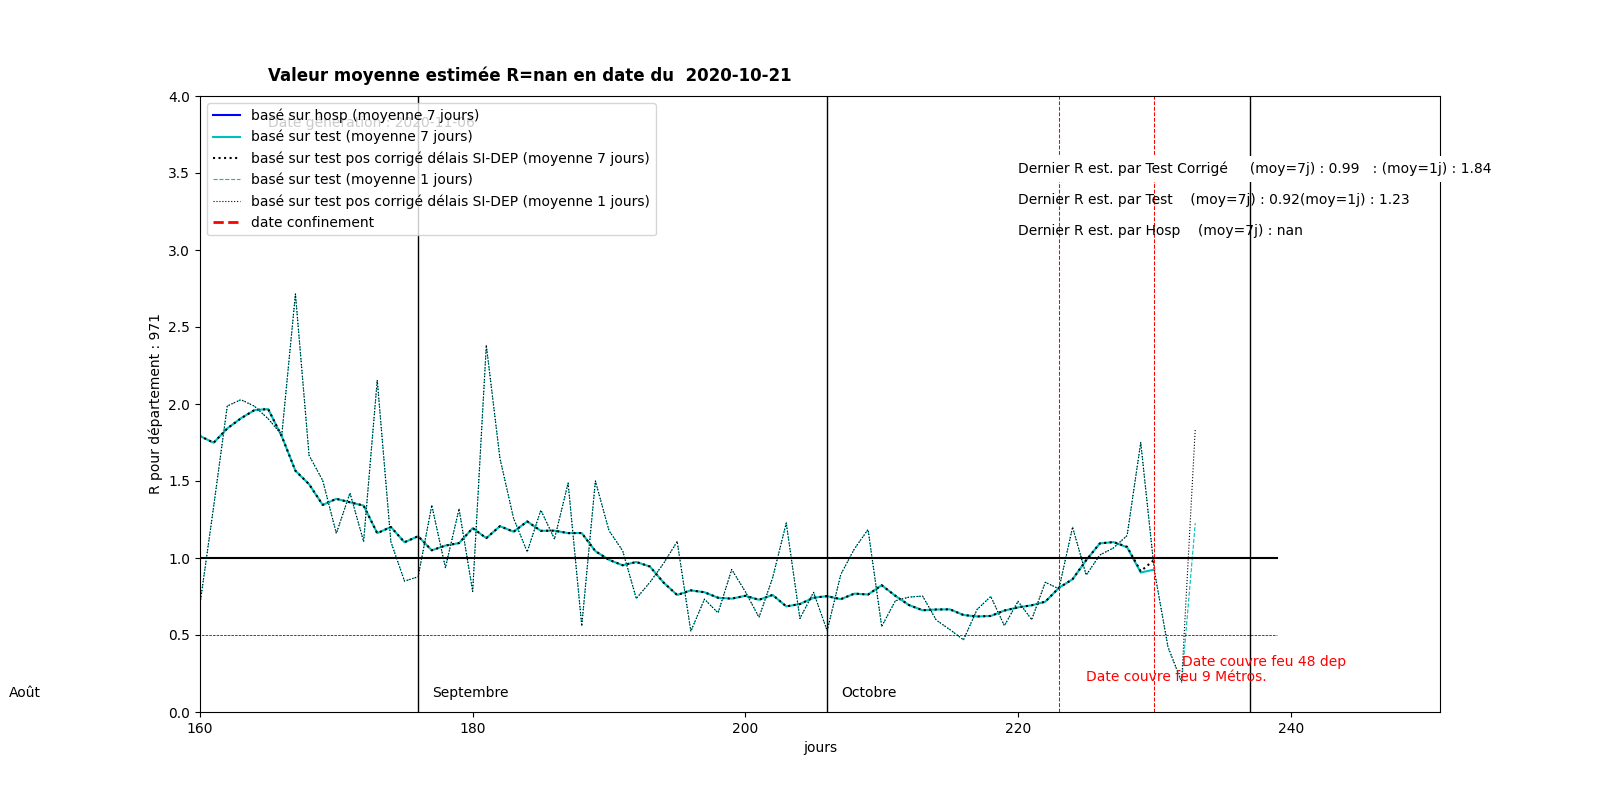 Valeur moyenne estimée R=nan en date du  2020-10-21
Date génération : 2020-11-06
basé sur hosp (moyenne 7 jours)
basé sur test (moyenne 7 jours)
basé sur test pos corrigé délais SI-DEP (moyenne 7 jours)
basé sur test (moyenne 1 jours)
basé sur test pos corrigé délais SI-DEP (moyenne 1 jours)
date confinement
Dernier R est. par Test Corrigé     (moy=7j) : 0.99   : (moy=1j) : 1.84
Dernier R est. par Test    (moy=7j) : 0.92(moy=1j) : 1.23
Dernier R est. par Hosp    (moy=7j) : nan
4.0
3.5
3.0
2.5
2.0
1.5
1.0
0.5
0.0
R pour département : 971
Date couvre feu 48 dep
Date couvre feu 9 Métros.
Août
Septembre
Octobre
160
180
200
220
240
jours